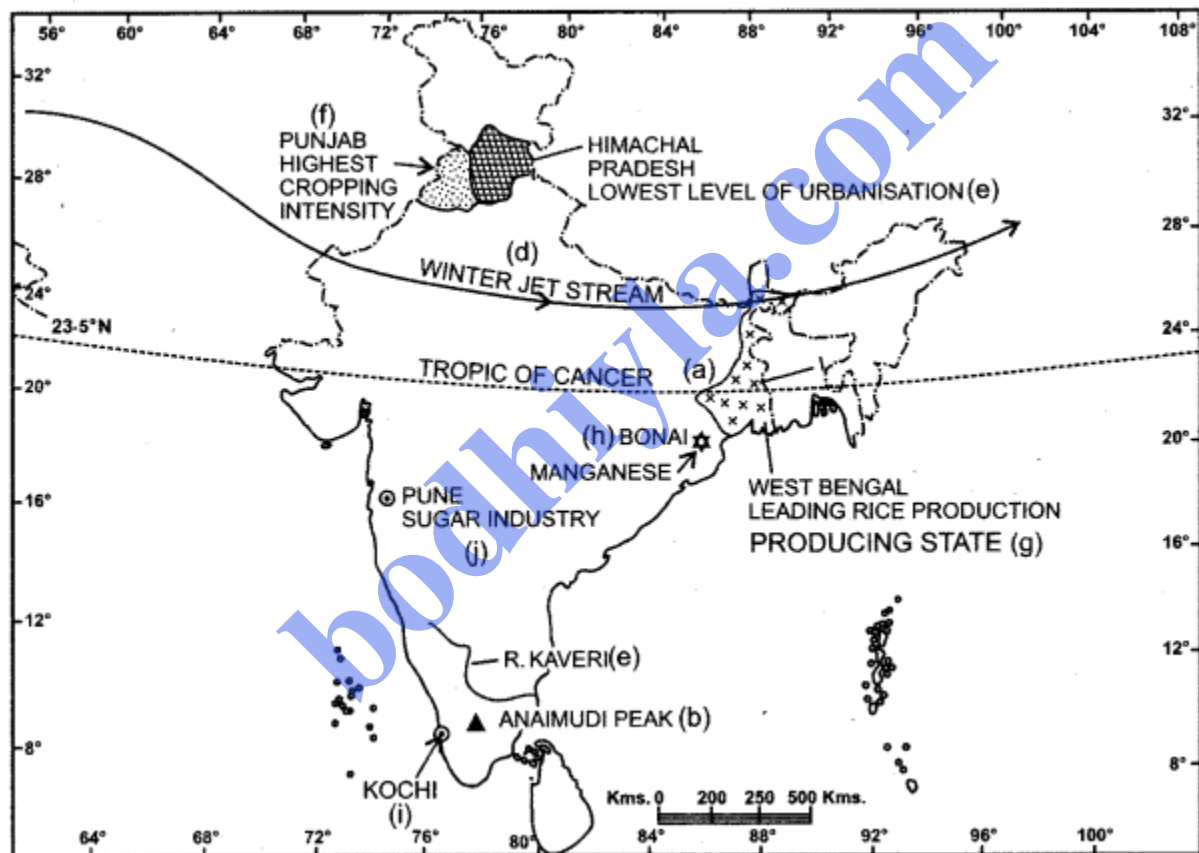 56° 60° 64° 68° 72° 76° 80° 84° 88° 92° 96° 100° 104° 108°
32°
32°
(f)
PUNJAB
HIGHEST
CROPPING
INTENSITY
HIMACHAL
PRADESH
LOWEST LEVEL OF URBANISATION (e)
28°
28°
(d)
WINTER JET STREAM
24°
24°
23·5°N
TROPIC OF CANCER
(a)
20°
20°
(h) BONAI
MANGANESE
PUNE
SUGAR INDUSTRY
(j)
WEST BENGAL
LEADING RICE PRODUCTION
PRODUCING STATE (g)
16°
16°
12°
12°
R. KAVERI (e)
ANAIMUDI PEAK (b)
8°
8°
KOCHI
(i)
Kms. 0 200 250 500 Kms.
64° 68° 72° 76° 80° 84° 88° 92° 96° 100°
bodhiyla.com